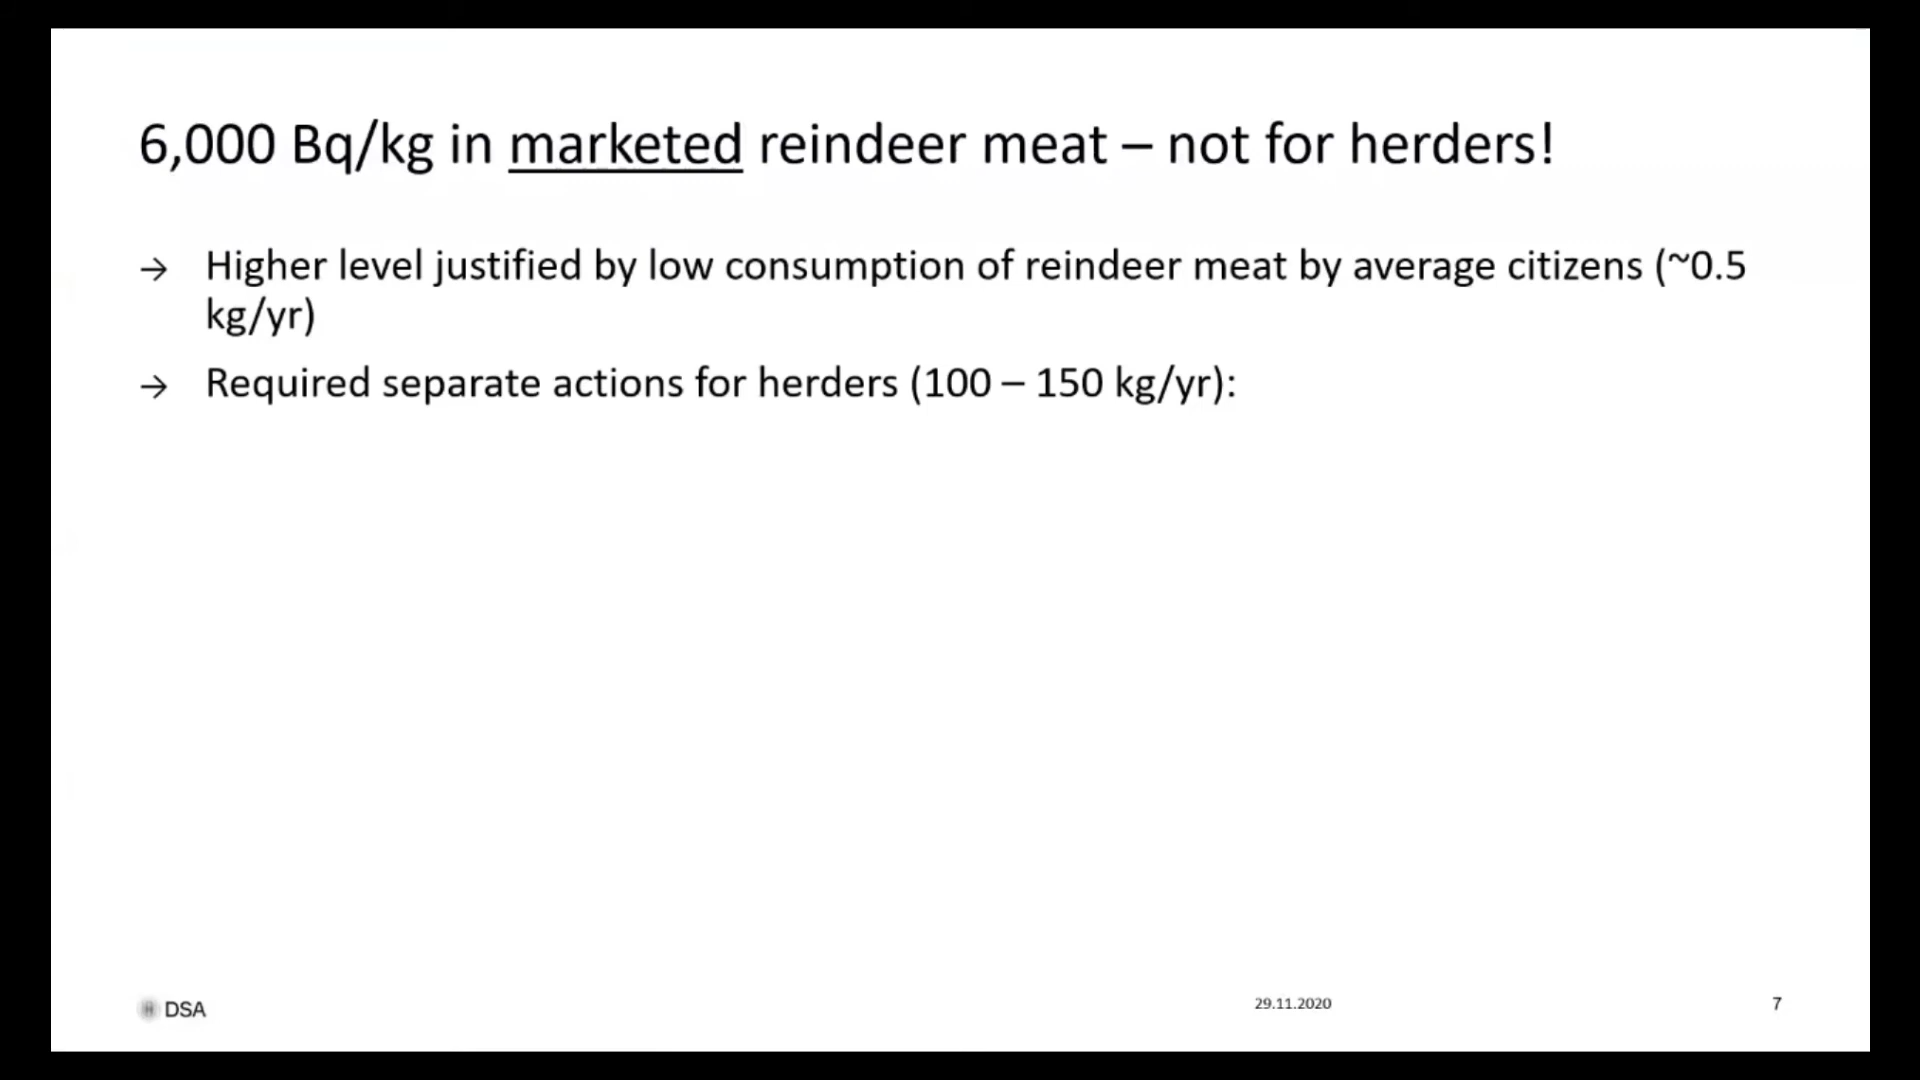 6,000 Bq/kg in marketed reindeer meat – not for herders!
→ Higher level justified by low consumption of reindeer meat by average citizens (~0.5
kg/yr)
→ Required separate actions for herders (100 – 150 kg/yr):
DSA
29.11.2020
7